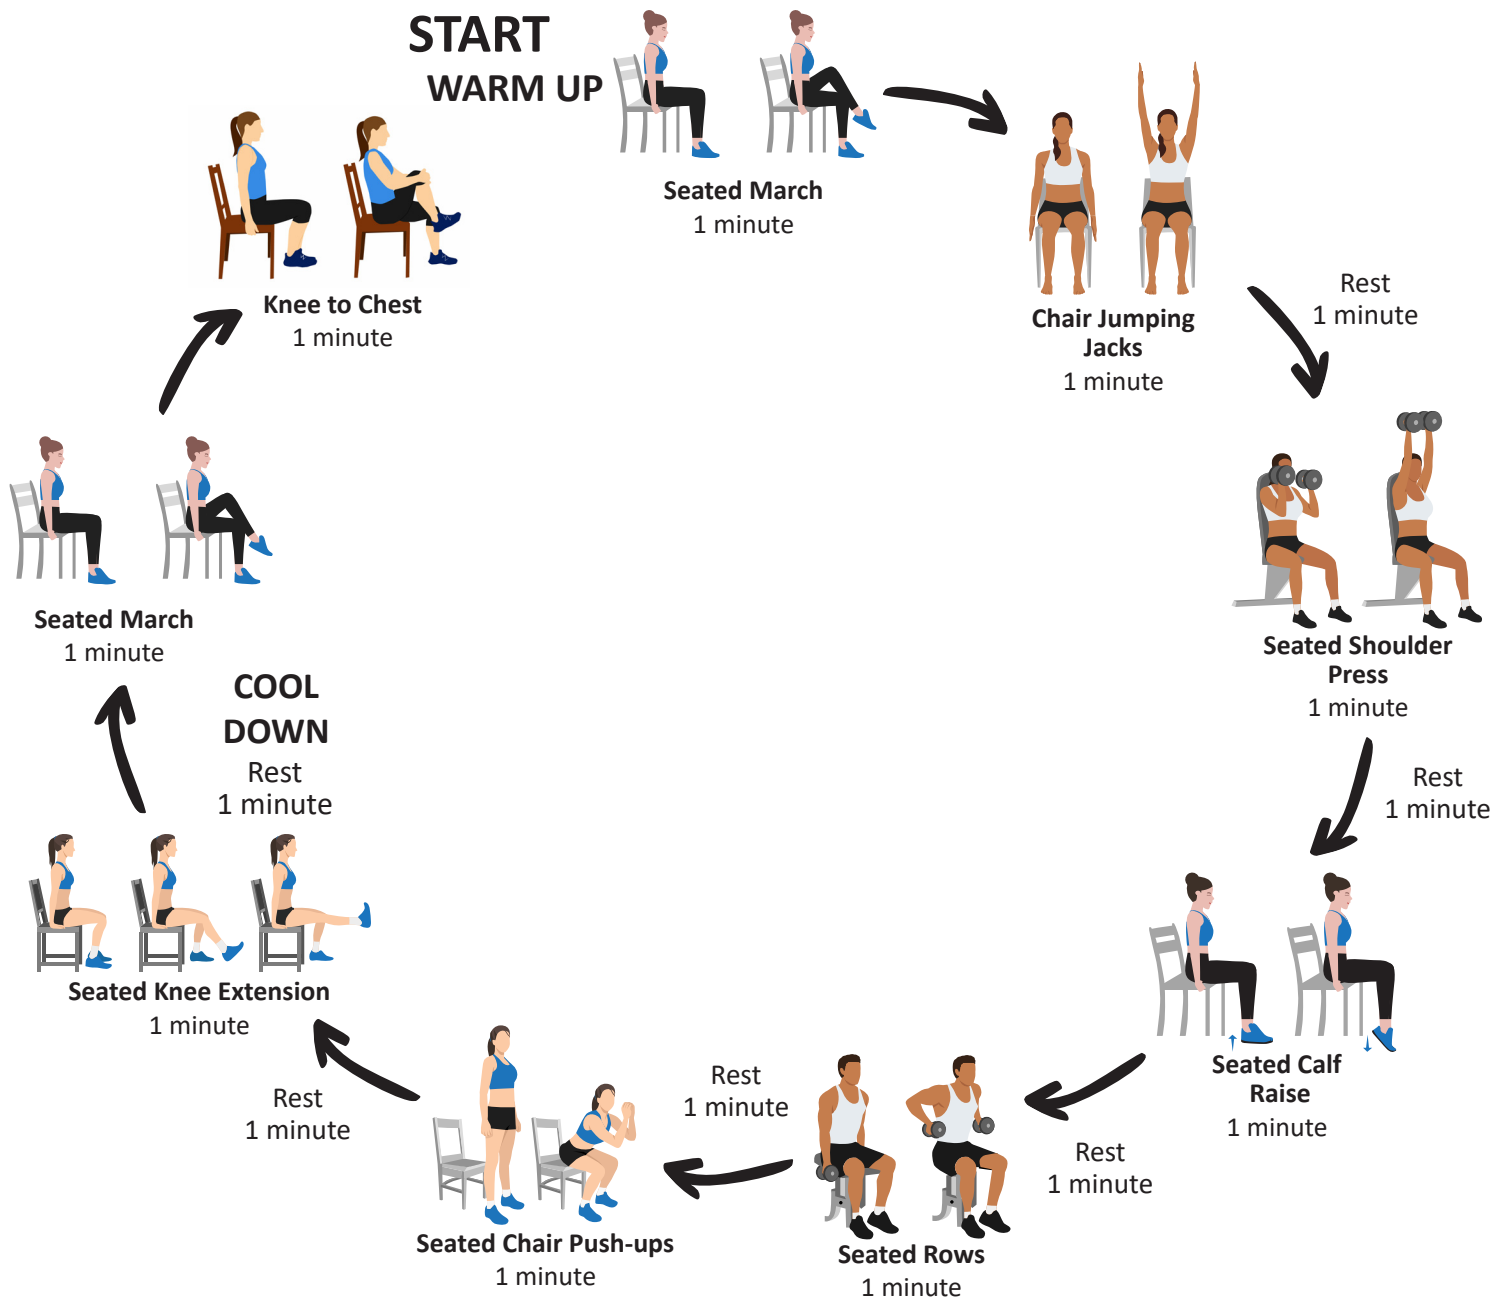 START
WARM UP
Seated March
1 minute
Chair Jumping
Jacks
1 minute
Rest
1 minute
Seated Shoulder
Press
1 minute
Rest
1 minute
Seated Calf
Raise
1 minute
Rest
1 minute
Seated Rows
1 minute
Rest
1 minute
Seated Chair Push-ups
1 minute
Rest
1 minute
Seated Knee Extension
1 minute
COOL
DOWN
Rest
1 minute
Seated March
1 minute
Knee to Chest
1 minute